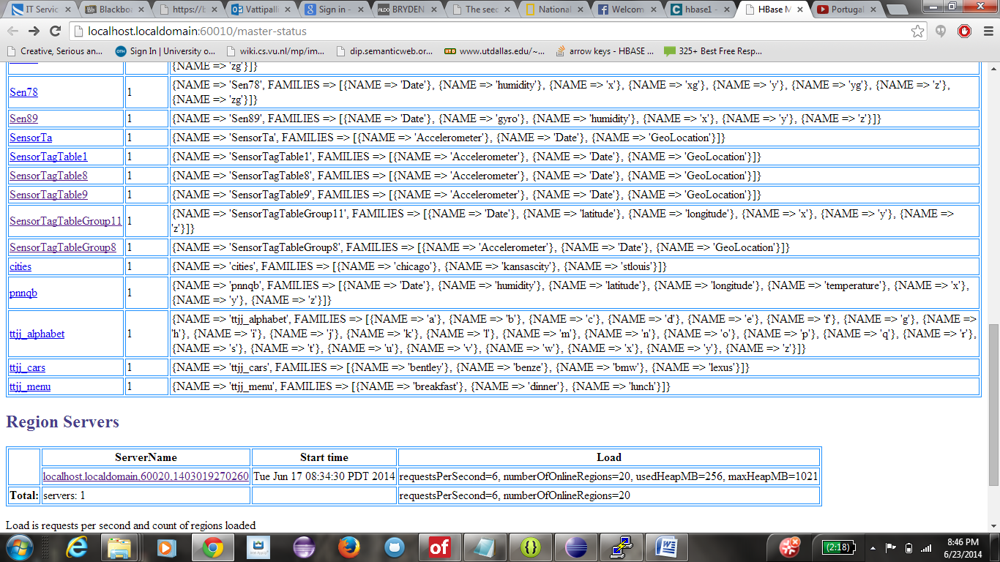 IT Servic
Blackboa
https://b
Vattipalli
Sign in -
BRYDEN
The seed
National
Welcom
hbase1 -
HBase M
Portugal
localhost.localdomain:60010/master-status
Creative, Serious an...
Sign In | University o...
wiki.cs.vu.nl/mp/im...
dip.semanticweb.or...
www.utdallas.edu/~...
arrow keys - HBASE ...
325+ Best Free Resp...
{NAME => 'zg'}]}
Sen78 1 {NAME => 'Sen78', FAMILIES => [{NAME => 'Date'}, {NAME => 'humidity'}, {NAME => 'x'}, {NAME => 'xg'}, {NAME => 'y'}, {NAME => 'yg'}, {NAME => 'z'},
{NAME => 'zg'}]}
Sen89 1 {NAME => 'Sen89', FAMILIES => [{NAME => 'Date'}, {NAME => 'gyro'}, {NAME => 'humidity'}, {NAME => 'x'}, {NAME => 'y'}, {NAME => 'z'}]}
SensorTa 1 {NAME => 'SensorTa', FAMILIES => [{NAME => 'Accelerometer'}, {NAME => 'Date'}, {NAME => 'GeoLocation'}]}
SensorTagTable1 1 {NAME => 'SensorTagTable1', FAMILIES => [{NAME => 'Accelerometer'}, {NAME => 'Date'}, {NAME => 'GeoLocation'}]}
SensorTagTable8 1 {NAME => 'SensorTagTable8', FAMILIES => [{NAME => 'Accelerometer'}, {NAME => 'Date'}, {NAME => 'GeoLocation'}]}
SensorTagTable9 1 {NAME => 'SensorTagTable9', FAMILIES => [{NAME => 'Accelerometer'}, {NAME => 'Date'}, {NAME => 'GeoLocation'}]}
SensorTagTableGroup11 1 {NAME => 'SensorTagTableGroup11', FAMILIES => [{NAME => 'Date'}, {NAME => 'latitude'}, {NAME => 'longitude'}, {NAME => 'x'}, {NAME => 'y'}, {NAME =>
'z'}]}
SensorTagTableGroup8 1 {NAME => 'SensorTagTableGroup8', FAMILIES => [{NAME => 'Accelerometer'}, {NAME => 'Date'}, {NAME => 'GeoLocation'}]}
cities 1 {NAME => 'cities', FAMILIES => [{NAME => 'chicago'}, {NAME => 'kansascity'}, {NAME => 'stlouis'}]}
pnnqb 1 {NAME => 'pnnqb', FAMILIES => [{NAME => 'Date'}, {NAME => 'humidity'}, {NAME => 'latitude'}, {NAME => 'longitude'}, {NAME => 'temperature'}, {NAME => 'x'},
{NAME => 'y'}, {NAME => 'z'}]}
ttjj_alphabet 1 {NAME => 'ttjj_alphabet', FAMILIES => [{NAME => 'a'}, {NAME => 'b'}, {NAME => 'c'}, {NAME => 'd'}, {NAME => 'e'}, {NAME => 'f'}, {NAME => 'g'}, {NAME =>
'h'}, {NAME => 'i'}, {NAME => 'j'}, {NAME => 'k'}, {NAME => 'l'}, {NAME => 'm'}, {NAME => 'n'}, {NAME => 'o'}, {NAME => 'p'}, {NAME => 'q'}, {NAME => 'r'},
{NAME => 's'}, {NAME => 't'}, {NAME => 'u'}, {NAME => 'v'}, {NAME => 'w'}, {NAME => 'x'}, {NAME => 'y'}, {NAME => 'z'}]}
ttjj_cars 1 {NAME => 'ttjj_cars', FAMILIES => [{NAME => 'bentley'}, {NAME => 'benze'}, {NAME => 'bmw'}, {NAME => 'lexus'}]}
ttjj_menu 1 {NAME => 'ttjj_menu', FAMILIES => [{NAME => 'breakfast'}, {NAME => 'dinner'}, {NAME => 'lunch'}]}
Region Servers
ServerName Start time Load
localhost.localdomain,60020,1403019270260 Tue Jun 17 08:34:30 PDT 2014 requestsPerSecond=6, numberOfOnlineRegions=20, usedHeapMB=256, maxHeapMB=1021
Total: servers: 1 requestsPerSecond=6, numberOfOnlineRegions=20
Load is requests per second and count of regions loaded
of
(2:18)
8:46 PM
6/23/2014